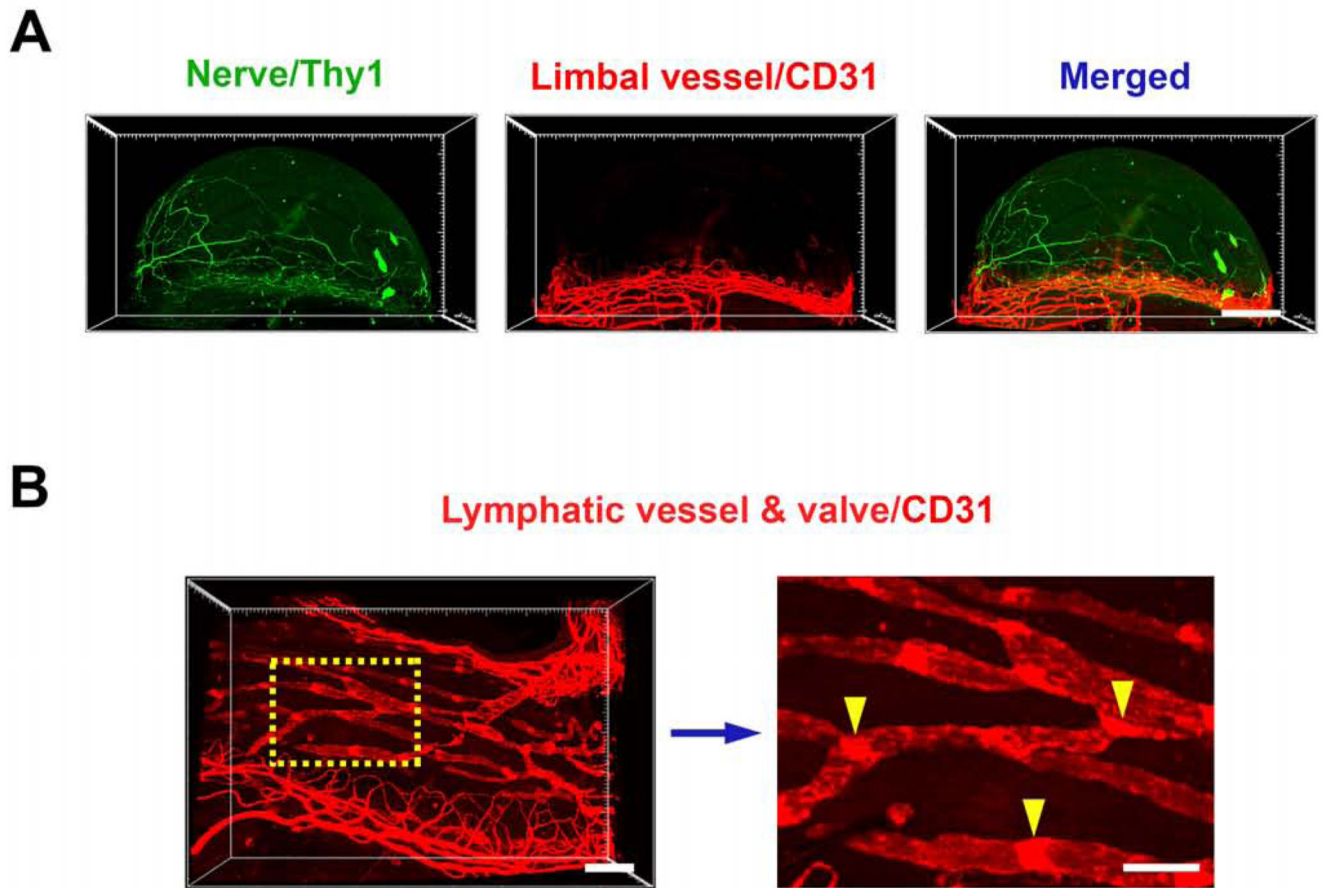 A
Nerve/Thy1
Limbal vessel/CD31
Merged
B
Lymphatic vessel & valve/CD31